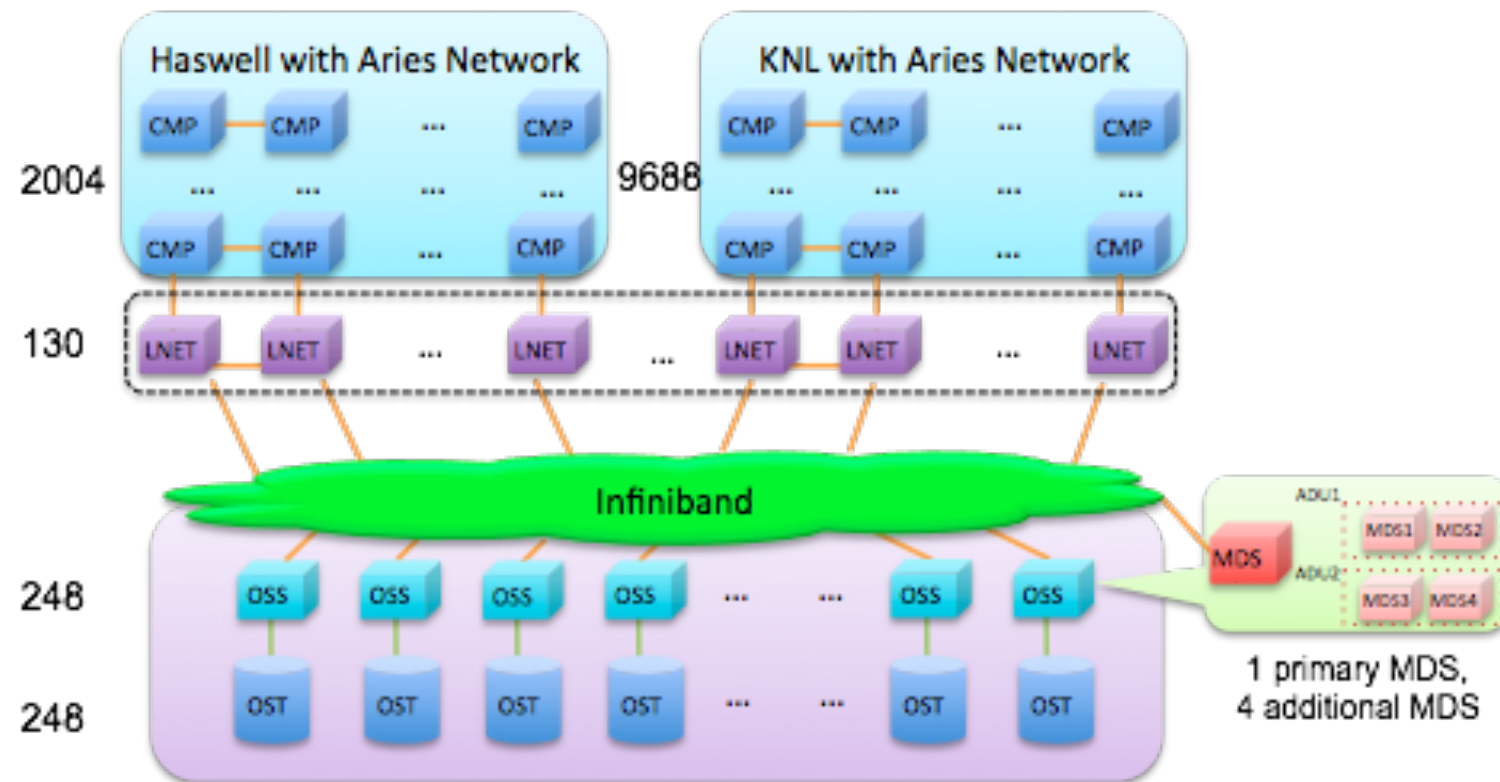 Haswell with Aries Network
KNL with Aries Network
CMP CMP ... CMP
CMP CMP ... CMP
2004
... ... ... ...
9688
... ... ... ...
CMP CMP ... CMP
CMP CMP ... CMP
130
LNET LNET ... LNET ... LNET LNET ... LNET
Infiniband
ADU1
MDS1 MDS2
MDS
ADU2
MDS3 MDS4
248
OSS OSS OSS OSS ... ... OSS OSS
1 primary MDS,
4 additional MDS
248
OST OST OST OST ... ... OST OST